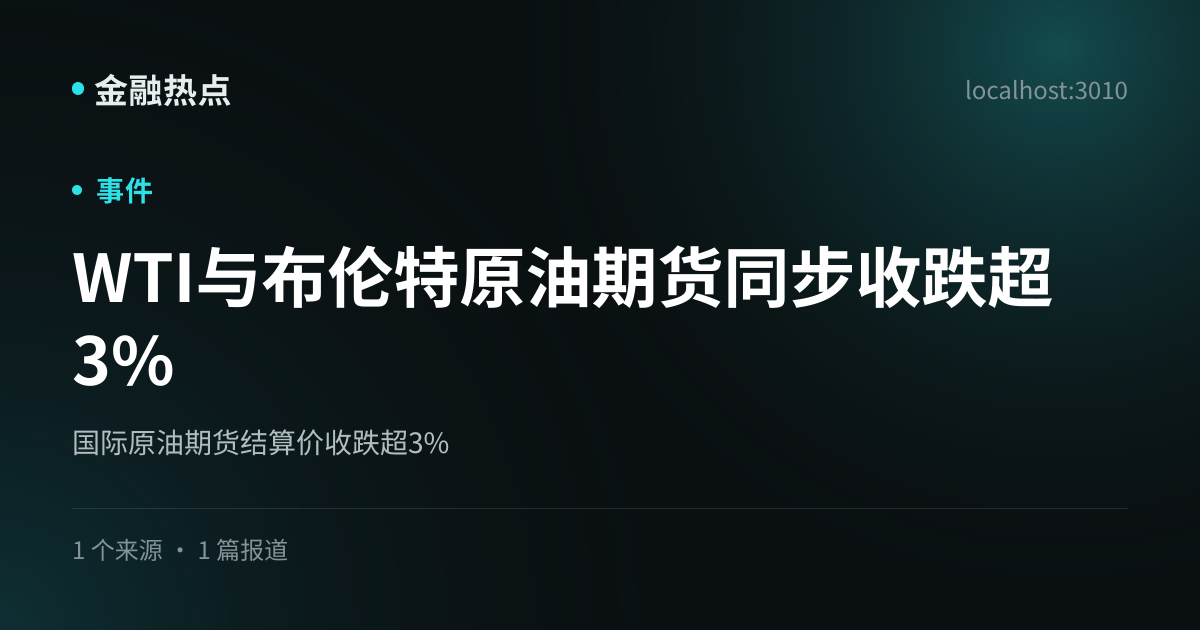 金融热点
localhost:3010
事件
WTI与布伦特原油期货同步收跌超
3%
国际原油期货结算价收跌超3%
1 个来源 · 1 篇报道